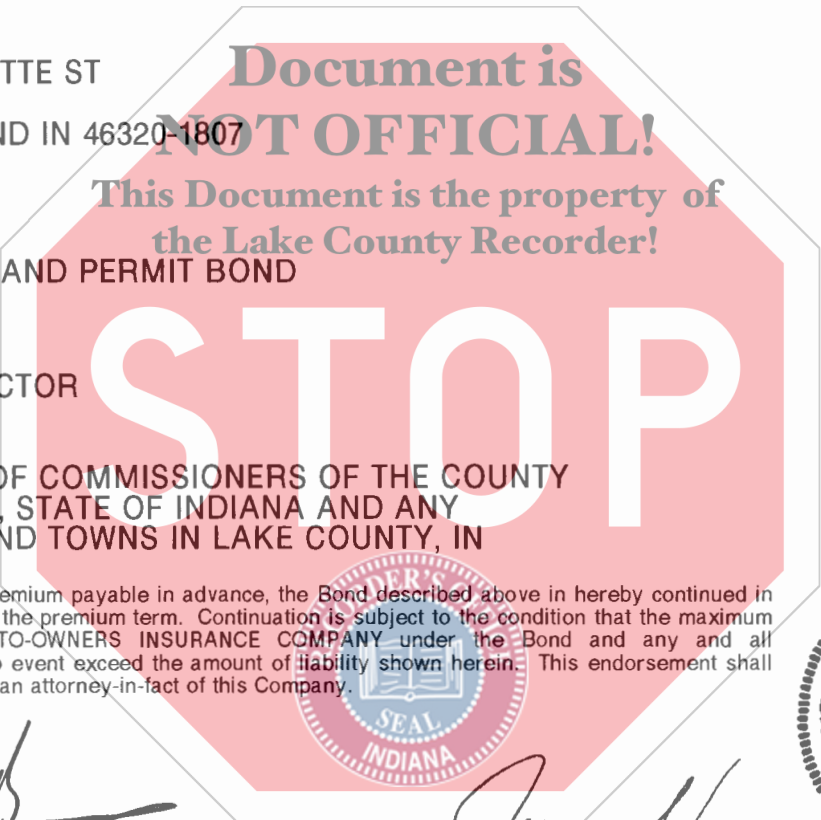 TTE ST
Document is
ND IN 46320-1807
NOT OFFICIAL!
This Document is the property of
the Lake County Recorder!
AND PERMIT BOND
STOP
CTOR
OF COMMISSIONERS OF THE COUNTY
, STATE OF INDIANA AND ANY
ND TOWNS IN LAKE COUNTY, IN
emium payable in advance, the Bond described above in hereby continued in
the premium term. Continuation is subject to the condition that the maximum
TO-OWNERS INSURANCE COMPANY under the Bond and any and all
event exceed the amount of liability shown herein. This endorsement shall
an attorney-in-fact of this Company.
RECORDER'S OFFICE
SEAL
INDIANA